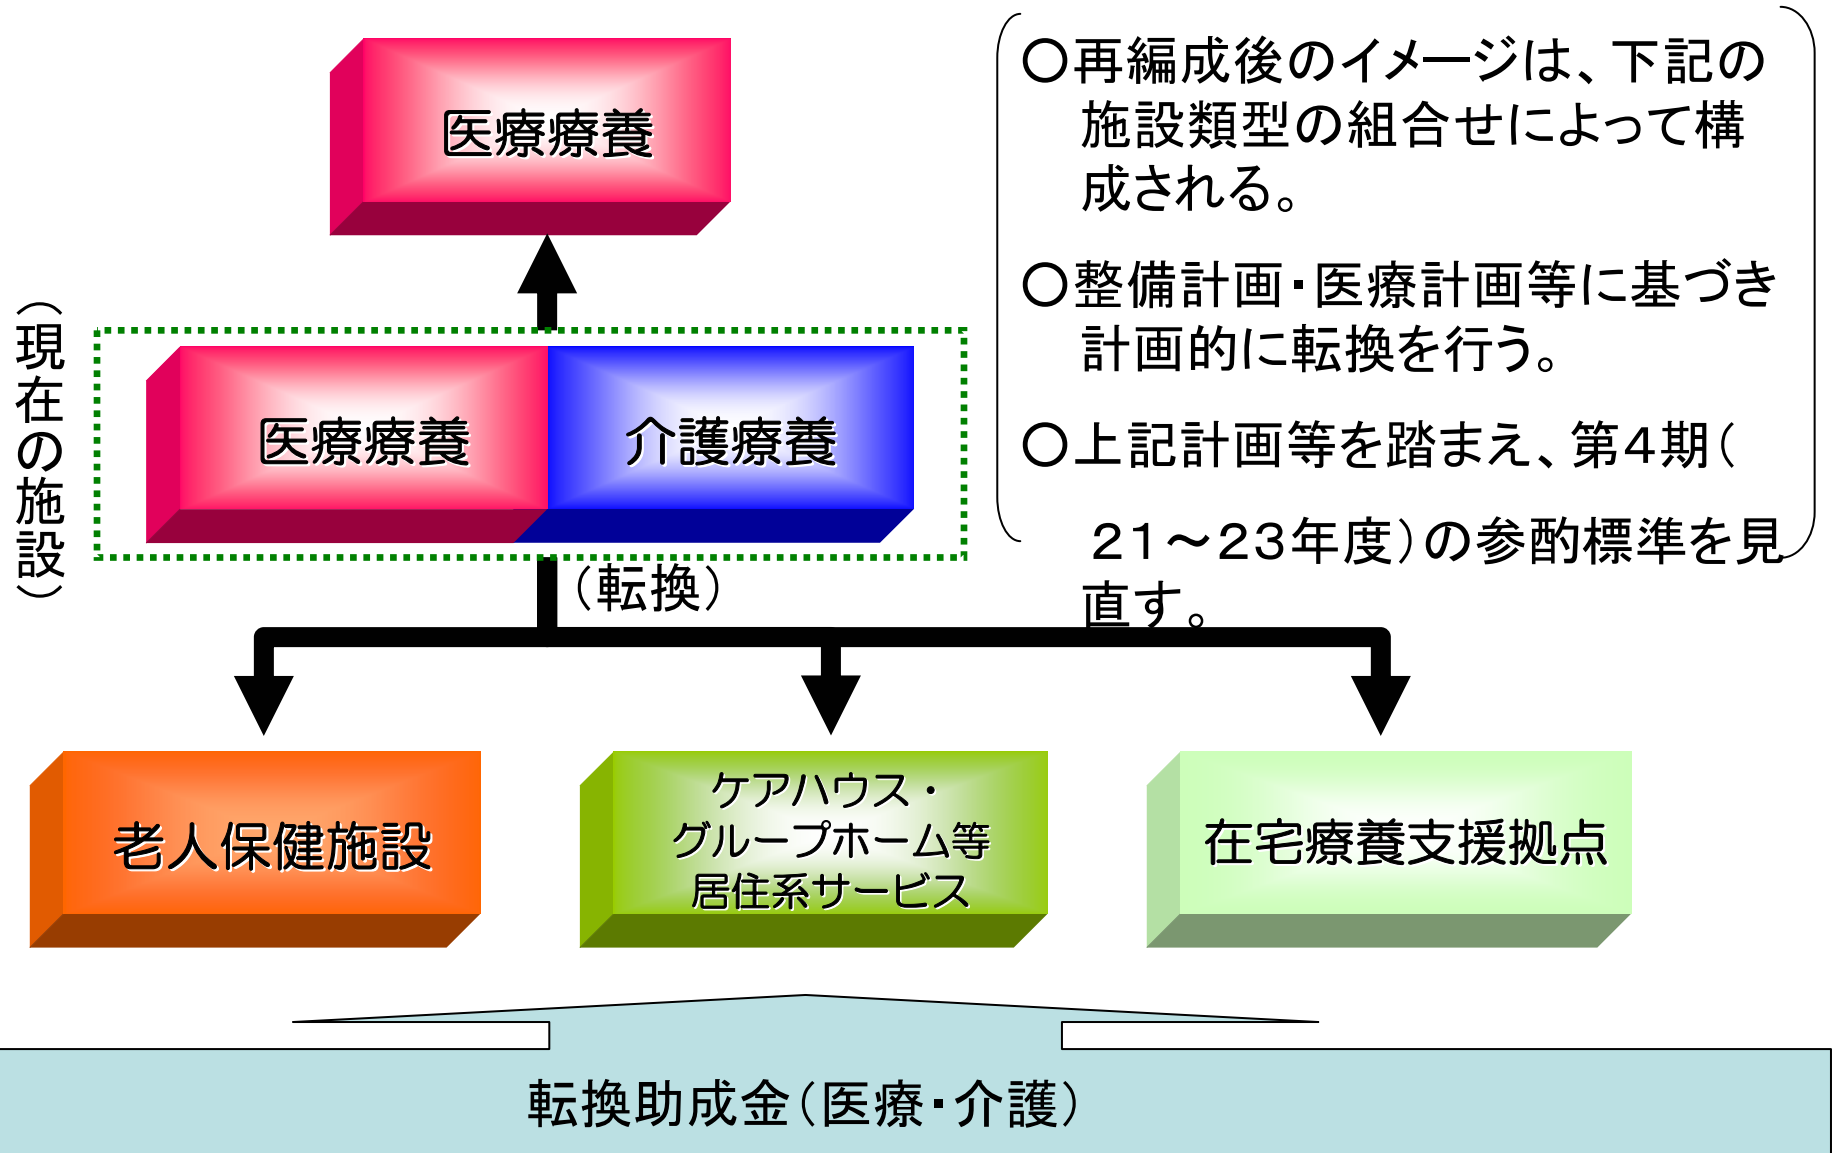 医療療養
○再編成後のイメージは、下記の
施設類型の組合せによって構
成される。
○整備計画・医療計画等に基づき
計画的に転換を行う。
○上記計画等を踏まえ、第4期（
21～23年度）の参酌標準を見
直す。
（現在の施設）
医療療養
介護療養
（転換）
老人保健施設
ケアハウス・
グループホーム等
居住系サービス
在宅療養支援拠点
転換助成金（医療・介護）